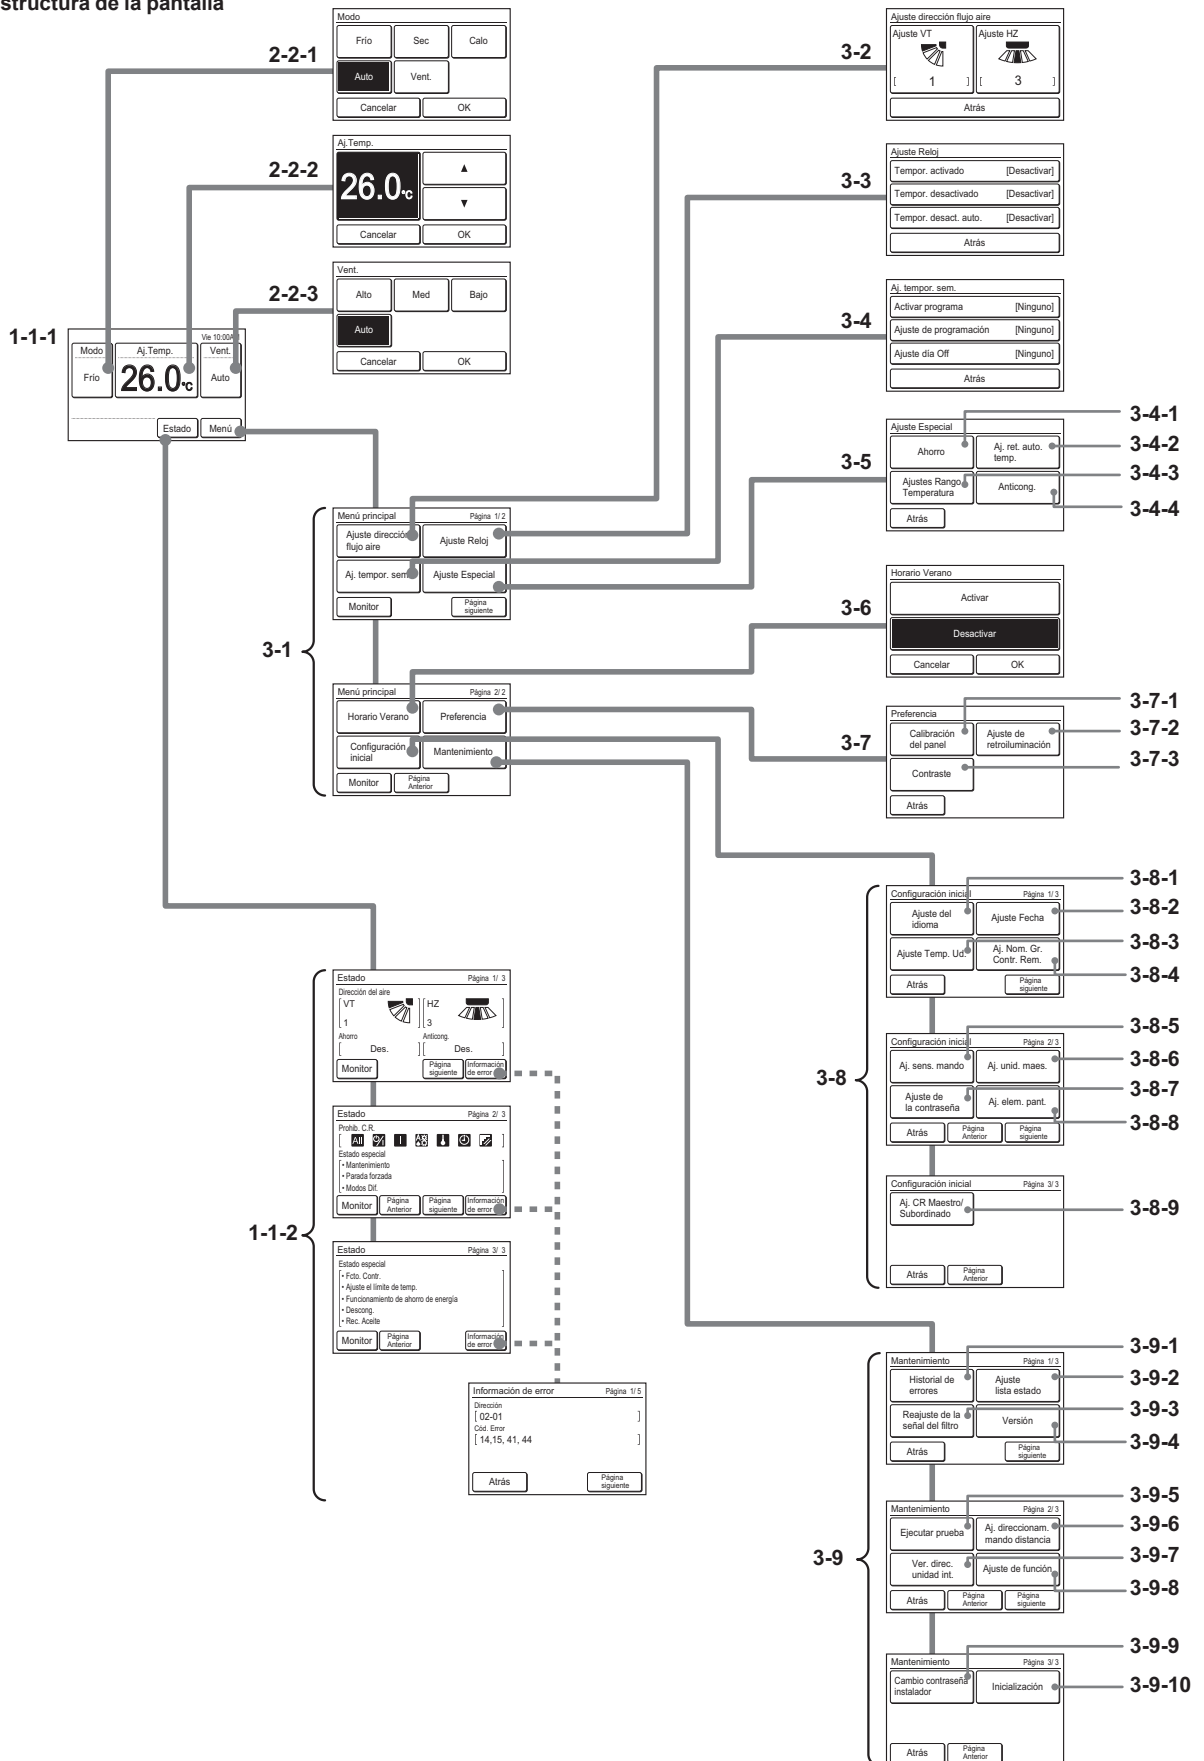 structura de la pantalla
1-1-1
Vie 10:00A
Modo
Aj.Temp.
Vent.
Frío
26.0°C
Auto
Estado
Menú
2-2-1
Modo
Frío
Sec
Calo
Auto
Vent.
Cancelar
OK
2-2-2
Aj.Temp.
26.0°C
▲
▼
Cancelar
OK
2-2-3
Vent.
Alto
Med
Bajo
Auto
Cancelar
OK
3-1
Menú principal
Página 1/ 2
Ajuste dirección
flujo aire
Ajuste Reloj
Aj. tempor. sem.
Ajuste Especial
Monitor
Página
siguiente
Menú principal
Página 2/ 2
Horario Verano
Preferencia
Configuración
inicial
Mantenimiento
Monitor
Página
Anterior
1-1-2
Estado
Página 1/ 3
Dirección del aire
[ VT
1 ]
[ HZ
3 ]
Ahorro
Anticong.
[ Des. ]
[ Des. ]
Monitor
Página
siguiente
Información
de error
Estado
Página 2/ 3
Prohib. C.R.
[ All ]
Estado especial
• Mantenimiento
• Parada forzada
• Modos Dif.
Monitor
Página
Anterior
Página
siguiente
Información
de error
Estado
Página 3/ 3
Estado especial
• Fcto. Contr.
• Ajuste el límite de temp.
• Funcionamiento de ahorro de energía
• Descong.
• Rec. Aceite
Monitor
Página
Anterior
Información
de error
Información de error
Página 1/ 5
Dirección
[ 02-01 ]
Cód. Error
[ 14,15, 41, 44 ]
Atrás
Página
siguiente
3-2
Ajuste dirección flujo aire
Ajuste VT
Ajuste HZ
[ 1 ]
[ 3 ]
Atrás
3-3
Ajuste Reloj
Tempor. activado [Desactivar]
Tempor. desactivado [Desactivar]
Tempor. desact. auto. [Desactivar]
Atrás
3-4
Aj. tempor. sem.
Activar programa [Ninguno]
Ajuste de programación [Ninguno]
Ajuste día Off [Ninguno]
Atrás
3-5
Ajuste Especial
Ahorro
Aj. ret. auto.
temp.
Ajustes Rango
Temperatura
Anticong.
Atrás
3-4-1
3-4-2
3-4-3
3-4-4
3-6
Horario Verano
Activar
Desactivar
Cancelar
OK
3-7
Preferencia
Calibración
del panel
Ajuste de
retroiluminación
Contraste
Atrás
3-7-1
3-7-2
3-7-3
3-8
Configuración inicial
Página 1/ 3
Ajuste del
idioma
Ajuste Fecha
Ajuste Temp. Ud.
Aj. Nom. Gr.
Contr. Rem.
Atrás
Página
siguiente
3-8-1
3-8-2
3-8-3
3-8-4
Configuración inicial
Página 2/ 3
Aj. sens. mando
Aj. unid. maes.
Ajuste de
la contraseña
Aj. elem. pant.
Atrás
Página
Anterior
Página
siguiente
3-8-5
3-8-6
3-8-7
3-8-8
Configuración inicial
Página 3/ 3
Aj. CR Maestro/
Subordinado
Atrás
Página
Anterior
3-8-9
3-9
Mantenimiento
Página 1/ 3
Historial de
errores
Ajuste
lista estado
Reajuste de la
señal del filtro
Versión
Atrás
Página
siguiente
3-9-1
3-9-2
3-9-3
3-9-4
Mantenimiento
Página 2/ 3
Ejecutar prueba
Aj. direccionam.
mando distancia
Ver. direc.
unidad int.
Ajuste de función
Atrás
Página
Anterior
Página
siguiente
3-9-5
3-9-6
3-9-7
3-9-8
Mantenimiento
Página 3/ 3
Cambio contraseña
instalador
Inicialización
Atrás
Página
Anterior
3-9-9
3-9-10